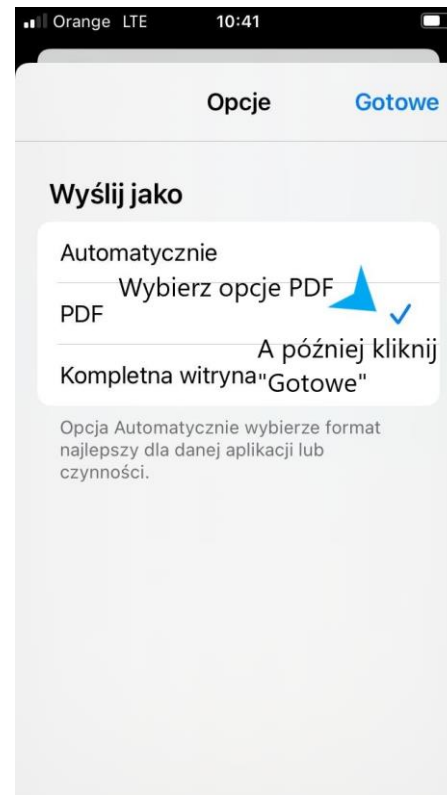 Orange LTE 10:41
Opcje Gotowe
Wyślij jako
Automatycznie
Wybierz opcje PDF
PDF
A później kliknij
Kompletna witryna "Gotowe"
Opcja Automatycznie wybierze format
najlepszy dla danej aplikacji lub
czynności.